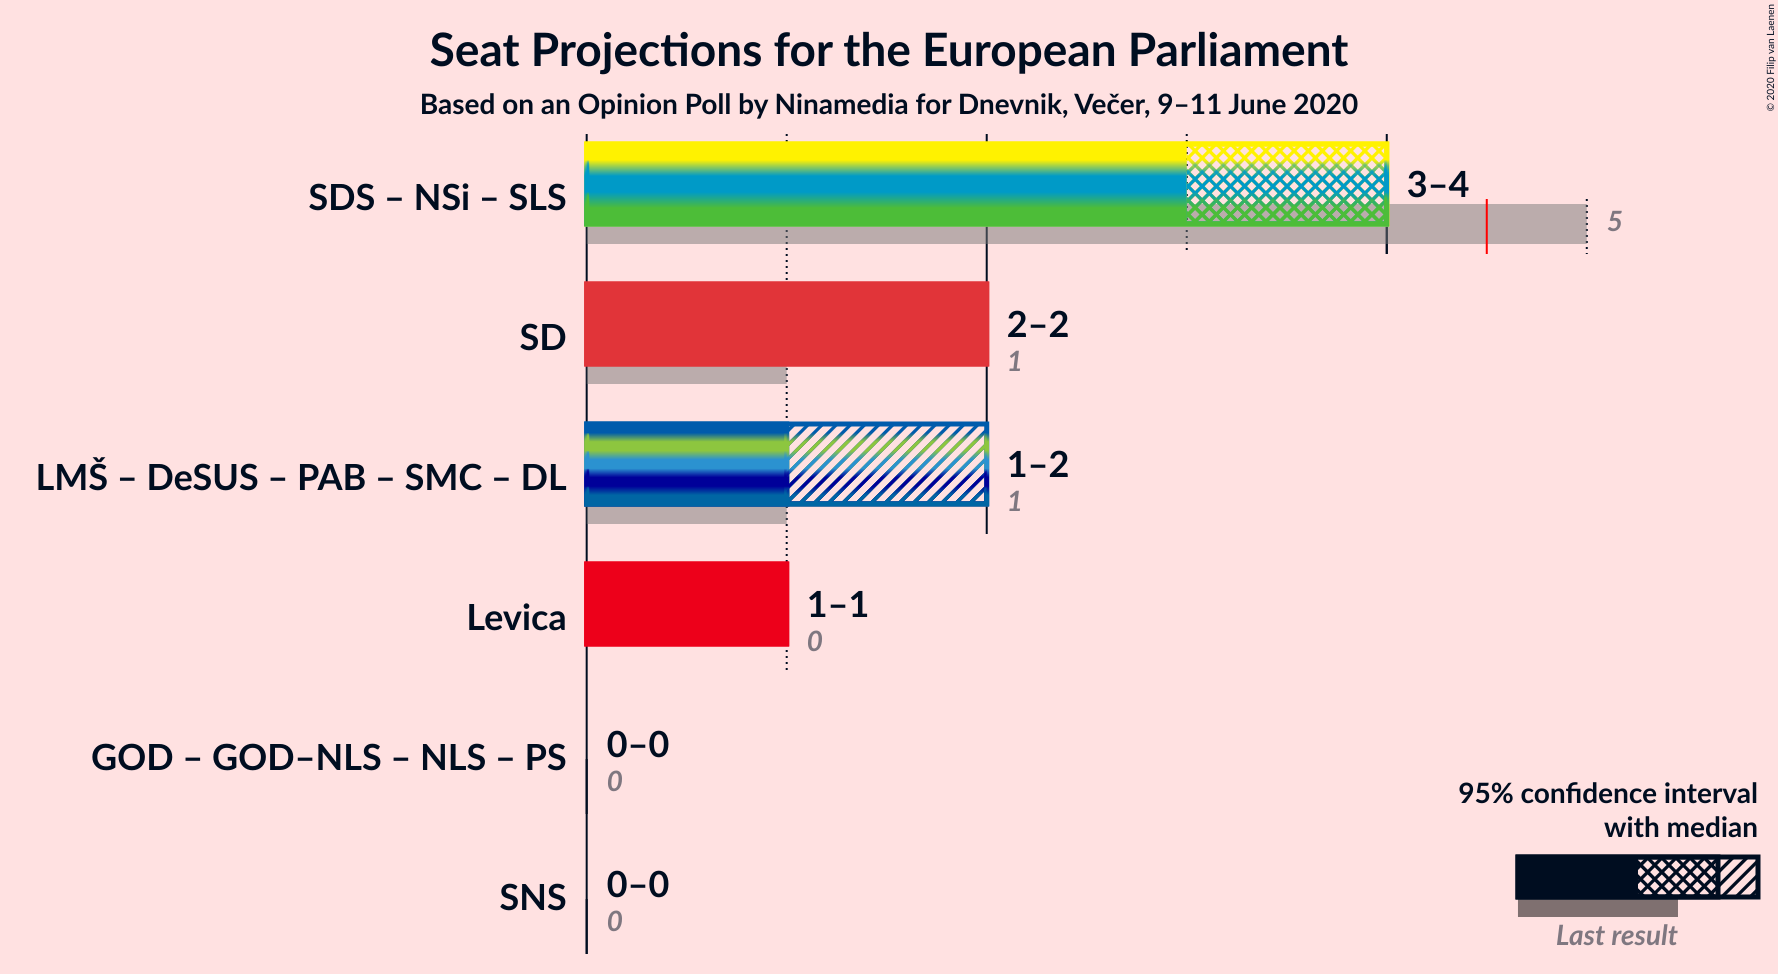 Seat Projections for the European Parliament
Based on an Opinion Poll by Ninamedia for Dnevnik, Večer, 9–11 June 2020
© 2020 Filip van Laenen
SDS – NSi – SLS
3–4
5
SD
2–2
1
LMŠ – DeSUS – PAB – SMC – DL
1–2
1
Levica
1–1
0
GOD – GOD–NLS – NLS – PS
0–0
0
SNS
0–0
0
95% confidence interval
with median
Last result